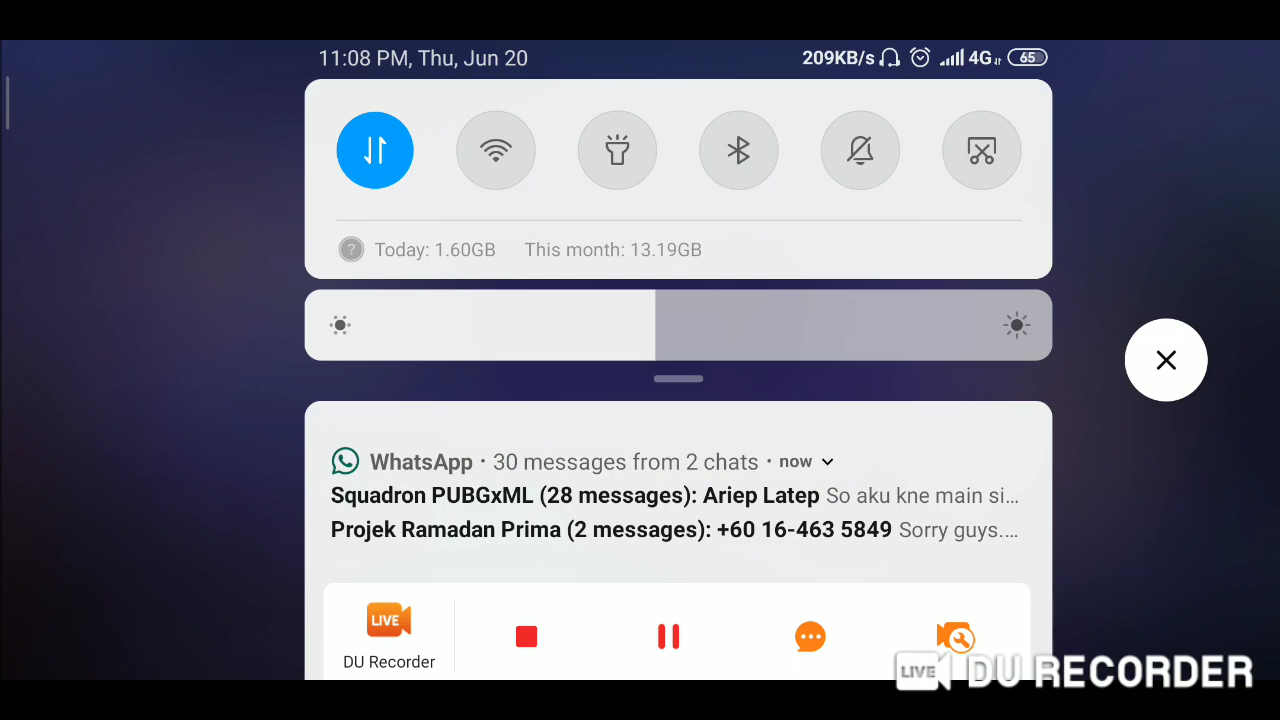 11:08 PM, Thu, Jun 20
209KB/s 4G 65
Today: 1.60GB This month: 13.19GB
WhatsApp · 30 messages from 2 chats · now
Squadron PUBGxML (28 messages): Ariep Latep So aku kne main si...
Projek Ramadan Prima (2 messages): +60 16-463 5849 Sorry guys....
LIVE
DU Recorder
LIVE DU RECORDER